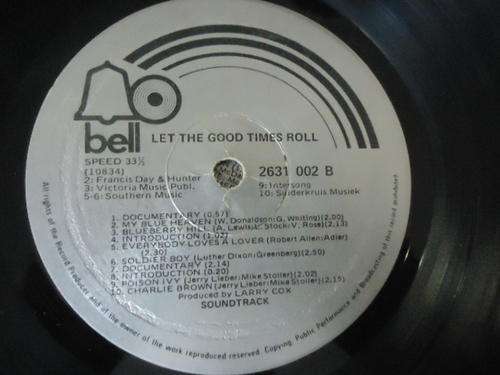 bell
LET THE GOOD TIMES ROLL
SPEED 33⅓
(10834)
2: Francis Day & Hunter
3: Victoria Music Publ.
5-6: Southern Music
2631 002 B
9: Intersong
10: Suiderkruis Musiek
1. DOCUMENTARY (0.57)
2. MY BLUE HEAVEN (W. Donaldson:G. Whiting)(2.00)
3. BLUEBERRY HILL (A. Lewis:L. Stock:V. Rose)(2.13)
4. INTRODUCTION (1.02)
5. EVERYBODY LOVES A LOVER (Robert Allen:Adler)
(2.30)
6. SOLDIER BOY (Luther Dixon:Greenberg)(2.50)
7. DOCUMENTARY (2.14)
8. INTRODUCTION (0.20)
9. POISON IVY (Jerry Lieber:Mike Stoller)(2.02)
10. CHARLIE BROWN (Jerry Lieber:Mike Stoller)(2.15)
Produced by LARRY COX
SOUNDTRACK
All rights of the Record Producer and of the owner of the work reproduced reserved. Copying, Public Performance and Broadcasting of this record prohibited